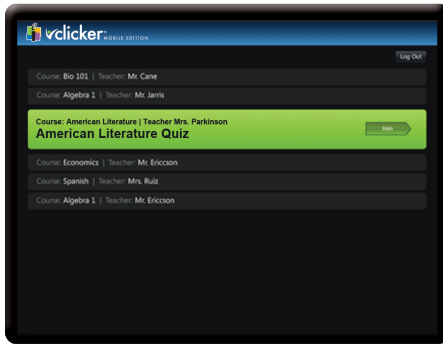 vclicker™ MOBILE EDITION
Log Out
Course: Bio 101 | Teacher: Mr. Cane
Course: Algebra 1 | Teacher: Mr. Jarris
Course: American Literature | Teacher Mrs. Parkinson
American Literature Quiz
Join
Course: Economics | Teacher: Mr. Ericcson
Course: Spanish | Teacher: Mrs. Ruiz
Course: Algebra 1 | Teacher: Mr. Ericcson